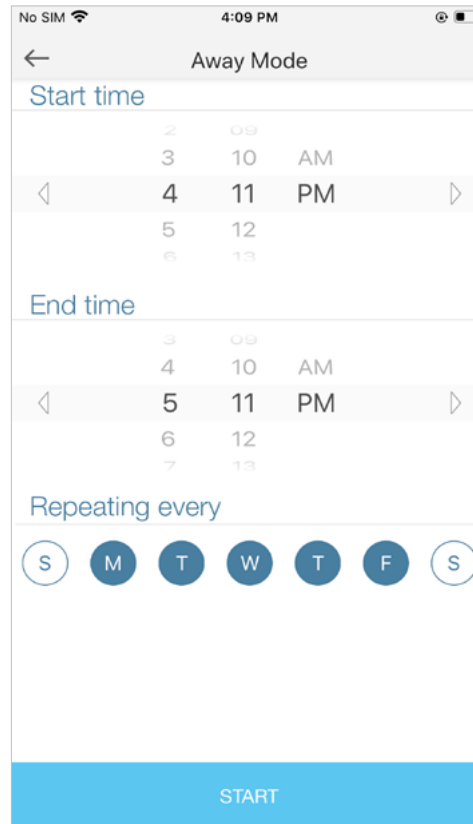 No SIM 4:09 PM
Away Mode
Start time
2 09
3 10 AM
4 11 PM
5 12
6 13
End time
3 09
4 10 AM
5 11 PM
6 12
7 13
Repeating every
S M T W T F S
START